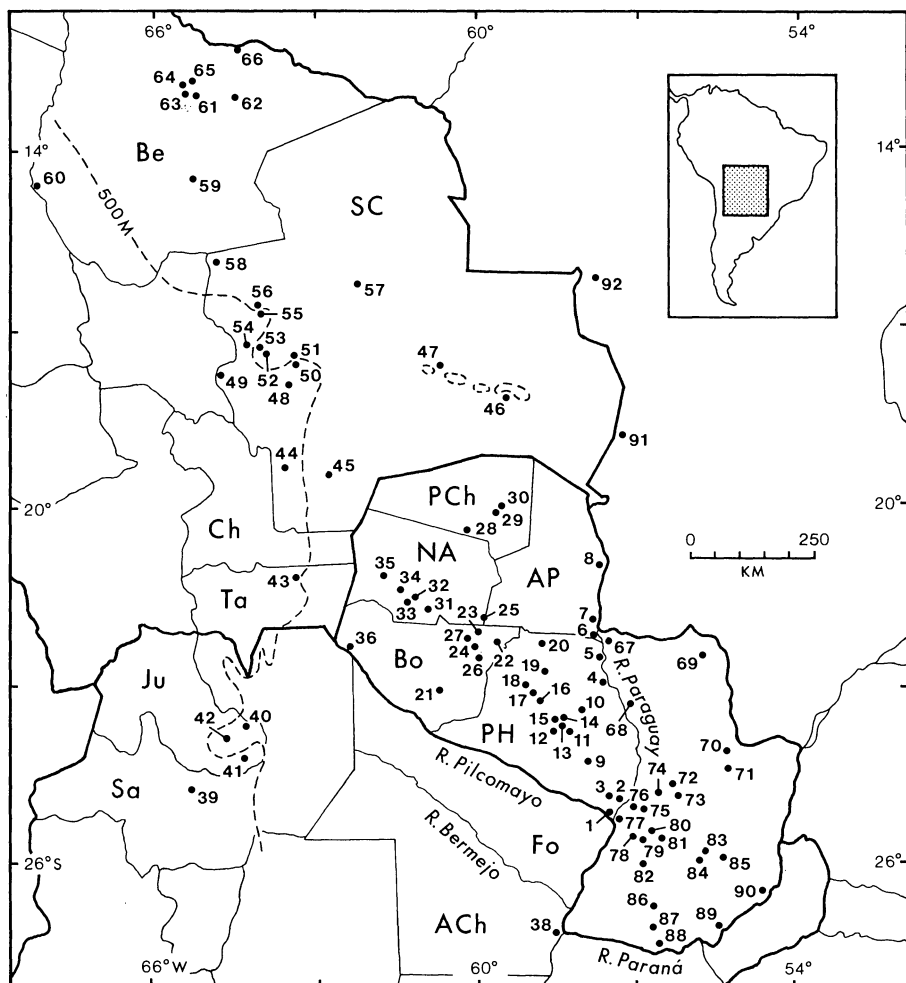 66° 60° 54°
66
64 65
63 61 62
14° Be 14°
60 59
500 M
SC
58
57 92
56
55
54 53 51
52 50 47
49 48
46
91
44 45
20° PCh 30 20°
29
28
Ch NA 0 250
KM
35 AP 8
34 32
43 33 31
Ta 25 7
23 6
36 27 20 67
24 22 5 69
Bo 26
Ju 19 4
18 R. Paraguay
21 17 16
42 40 10 68
15 14
PH 12 13 11 70
41 9 71
R. Pilcomayo 74 72
Sa 39 3 2 76 75 73
1 77 80
R. Bermejo 78 79 81 83
26°S Fo 82 84 85 26°
90
86
ACh 87 89
38 88
R. Paraná
66°W 60° 54°